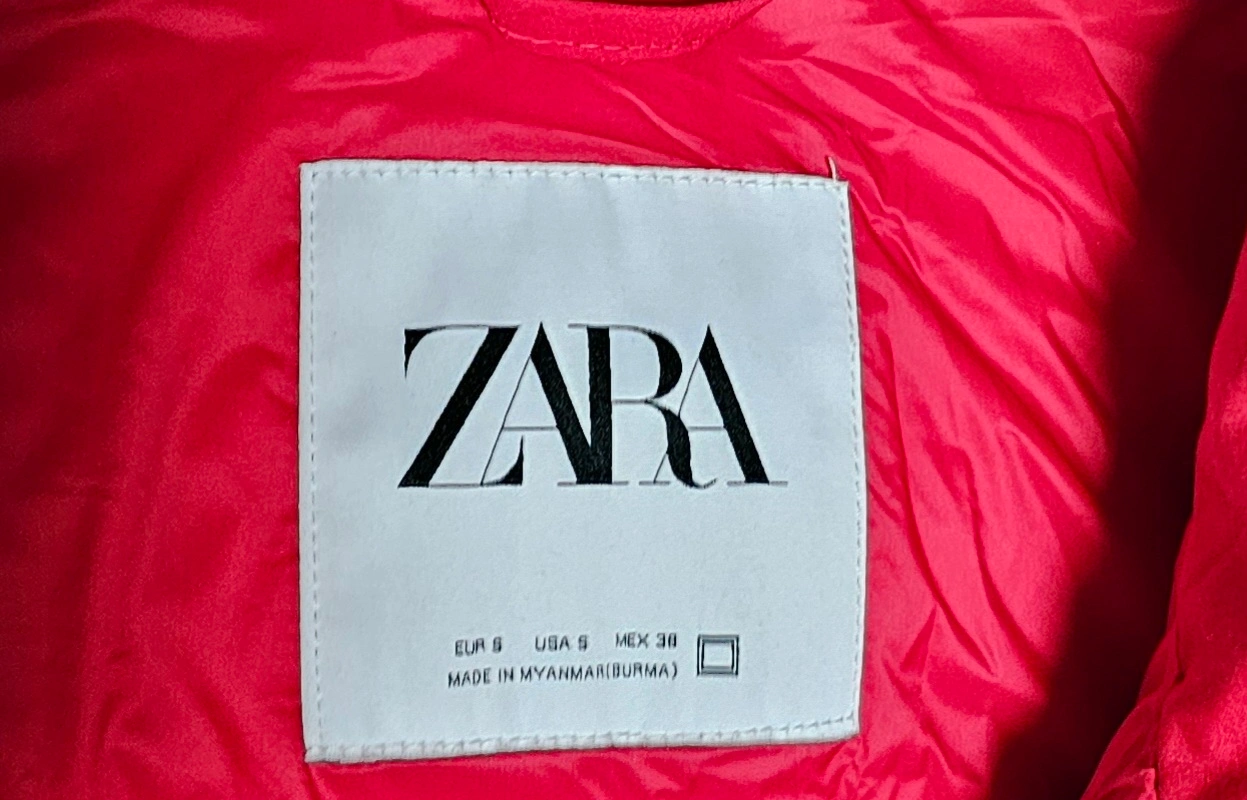 ZARA
EUR S USA S MEX 38
MADE IN MYANMAR(BURMA)